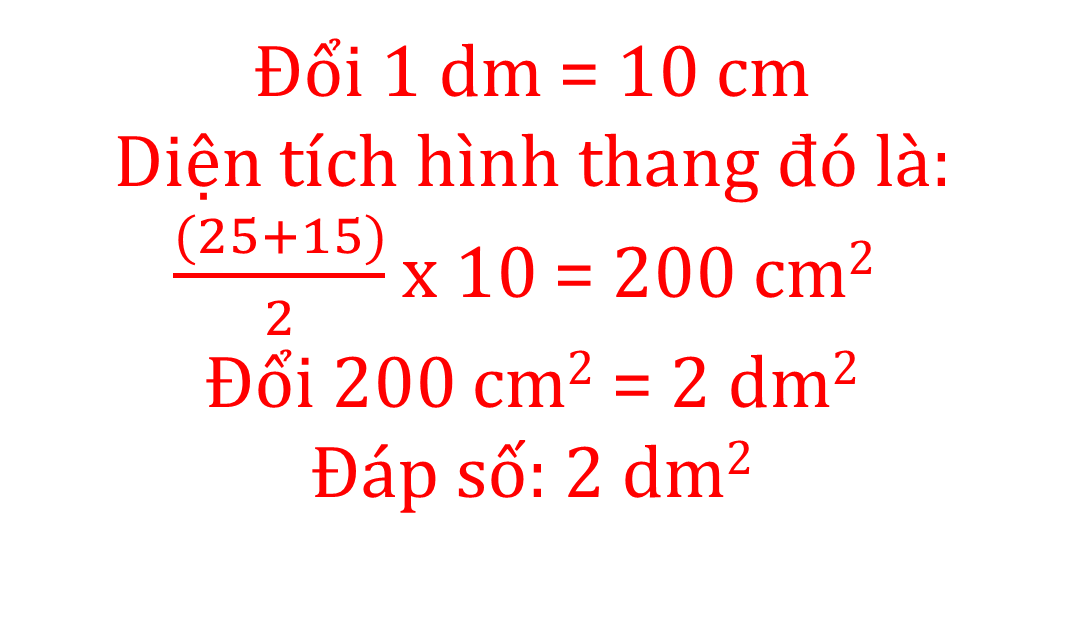 Đổi 1 dm = 10 cm
Diện tích hình thang đó là:
(25+15)/2 x 10 = 200 cm²
Đổi 200 cm² = 2 dm²
Đáp số: 2 dm²